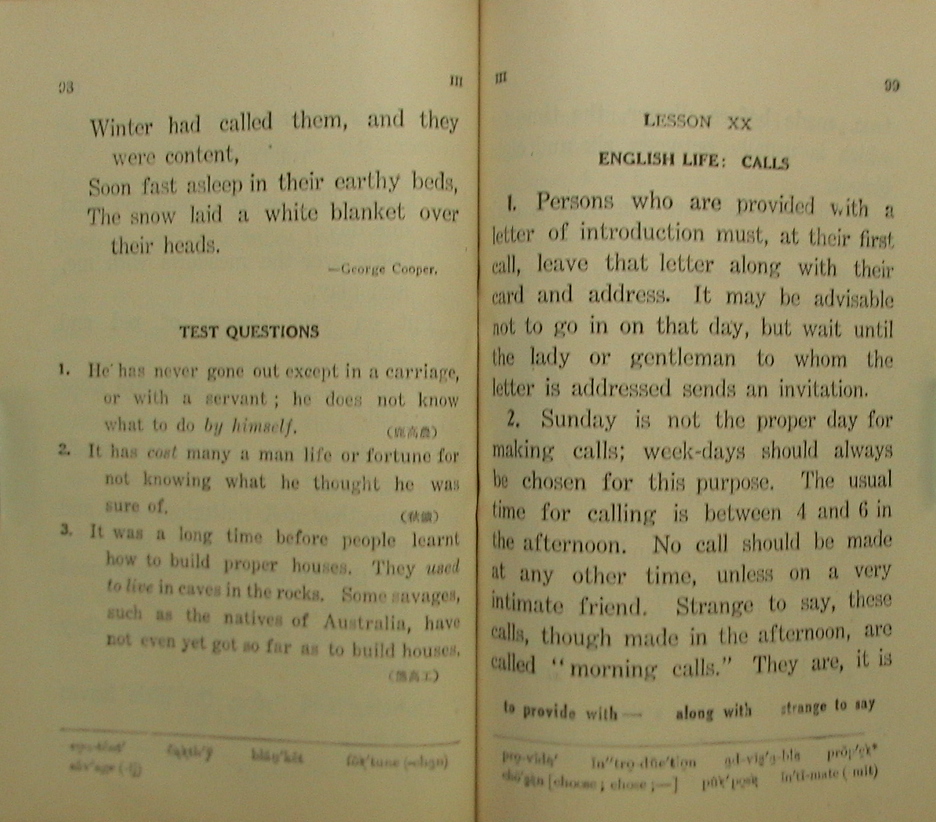 98
III
Winter had called them, and they
were content,
Soon fast asleep in their earthy beds,
The snow laid a white blanket over
their heads.
—George Cooper.
TEST QUESTIONS
1. He has never gone out except in a carriage,
or with a servant ; he does not know
what to do by himself.
2. It has cost many a man life or fortune for
not knowing what he thought he was
sure of.
3. It was a long time before people learnt
how to build proper houses. They used
to live in caves in the rocks. Some savages,
such as the natives of Australia, have
not even yet got so far as to build houses.
III
99
LESSON XX
ENGLISH LIFE: CALLS
1. Persons who are provided with a
letter of introduction must, at their first
call, leave that letter along with their
card and address. It may be advisable
not to go in on that day, but wait until
the lady or gentleman to whom the
letter is addressed sends an invitation.
2. Sunday is not the proper day for
making calls; week-days should always
be chosen for this purpose. The usual
time for calling is between 4 and 6 in
the afternoon. No call should be made
at any other time, unless on a very
intimate friend. Strange to say, these
calls, though made in the afternoon, are
called "morning calls." They are, it is
to provide with — along with strange to say
[choose ; chose ; —]